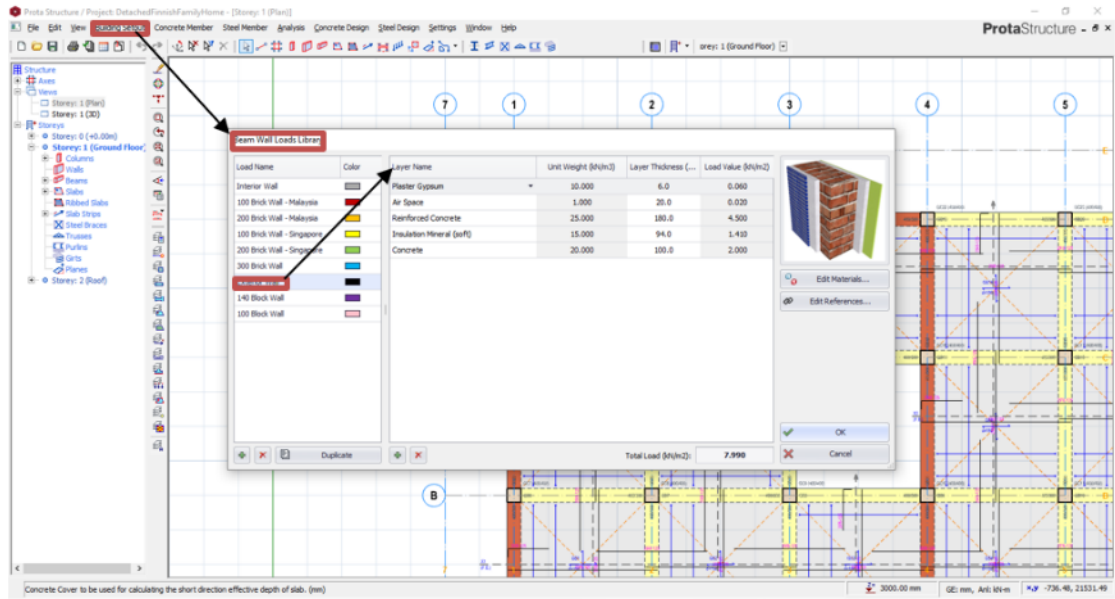 Prota Structure / Project: DetachedFinnishFamilyHome - [Storey: 1 (Plan)]
File Edit View Building Setout Concrete Member Steel Member Analysis Concrete Design Steel Design Settings Window Help
ProtaStructure
orey: 1 (Ground Floor)
Structure
Axes
Views
Storey: 1 (Plan)
Storey: 1 (3D)
Storeys
Storey: 0 (+0.00m)
Storey: 1 (Ground Floor)
Columns
Walls
Beams
Slabs
Ribbed Slabs
Slab Strips
Steel Braces
Trusses
Purlins
Girts
Planes
Storey: 2 (Roof)
7 1 2 3 4 5
Beam Wall Loads Library
Load Name Color Layer Name Unit Weight (kN/m3) Layer Thickness (... Load Value (kN/m2)
Interior Wall Plaster Gypsum 10.000 6.0 0.060
100 Brick Wall - Malaysia Air Space 1.000 20.0 0.020
200 Brick Wall - Malaysia Reinforced Concrete 25.000 180.0 4.500
100 Brick Wall - Singapore Insulation Mineral (soft) 15.000 94.0 1.410
200 Brick Wall - Singapore Concrete 20.000 100.0 2.000
300 Brick Wall
140 Block Wall
100 Block Wall
Edit Materials...
Edit References...
OK
Duplicate Total Load (kN/m2): 7.990 Cancel
B
Concrete Cover to be used for calculating the short direction effective depth of slab. (mm) 3000.00 mm GE: mm, Anl: kN-m x,y -736.48, 21531.49